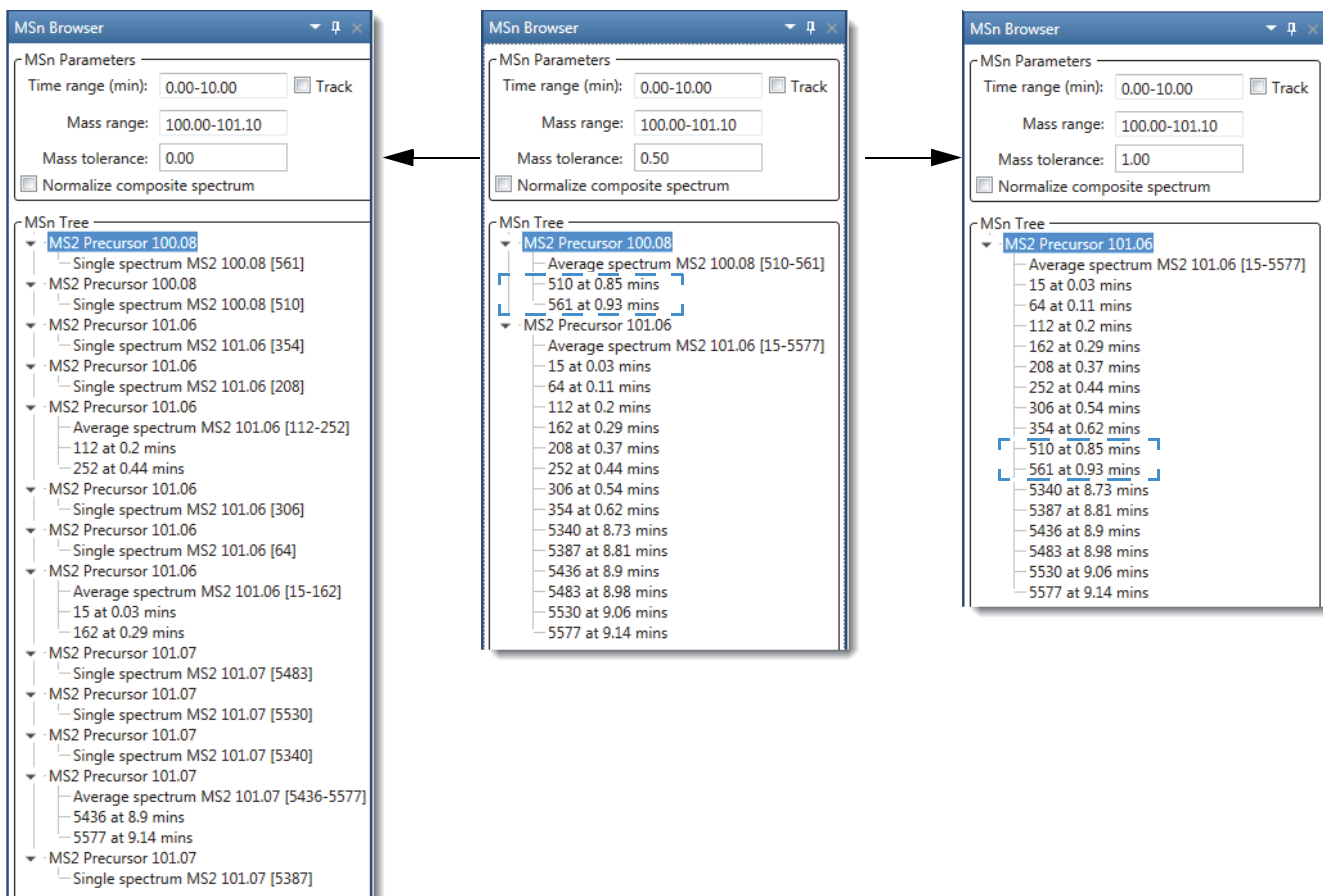 MSn Browser
MSn Parameters
Time range (min): 0.00-10.00 Track
Mass range: 100.00-101.10
Mass tolerance: 0.00
Normalize composite spectrum
MSn Tree
MS2 Precursor 100.08
Single spectrum MS2 100.08 [561]
MS2 Precursor 100.08
Single spectrum MS2 100.08 [510]
MS2 Precursor 101.06
Single spectrum MS2 101.06 [354]
MS2 Precursor 101.06
Single spectrum MS2 101.06 [208]
MS2 Precursor 101.06
Average spectrum MS2 101.06 [112-252]
112 at 0.2 mins
252 at 0.44 mins
MS2 Precursor 101.06
Single spectrum MS2 101.06 [306]
MS2 Precursor 101.06
Single spectrum MS2 101.06 [64]
MS2 Precursor 101.06
Average spectrum MS2 101.06 [15-162]
15 at 0.03 mins
162 at 0.29 mins
MS2 Precursor 101.07
Single spectrum MS2 101.07 [5483]
MS2 Precursor 101.07
Single spectrum MS2 101.07 [5530]
MS2 Precursor 101.07
Single spectrum MS2 101.07 [5340]
MS2 Precursor 101.07
Average spectrum MS2 101.07 [5436-5577]
5436 at 8.9 mins
5577 at 9.14 mins
MS2 Precursor 101.07
Single spectrum MS2 101.07 [5387]
MSn Browser
MSn Parameters
Time range (min): 0.00-10.00 Track
Mass range: 100.00-101.10
Mass tolerance: 0.50
Normalize composite spectrum
MSn Tree
MS2 Precursor 100.08
Average spectrum MS2 100.08 [510-561]
510 at 0.85 mins
561 at 0.93 mins
MS2 Precursor 101.06
Average spectrum MS2 101.06 [15-5577]
15 at 0.03 mins
64 at 0.11 mins
112 at 0.2 mins
162 at 0.29 mins
208 at 0.37 mins
252 at 0.44 mins
306 at 0.54 mins
354 at 0.62 mins
5340 at 8.73 mins
5387 at 8.81 mins
5436 at 8.9 mins
5483 at 8.98 mins
5530 at 9.06 mins
5577 at 9.14 mins
MSn Browser
MSn Parameters
Time range (min): 0.00-10.00 Track
Mass range: 100.00-101.10
Mass tolerance: 1.00
Normalize composite spectrum
MSn Tree
MS2 Precursor 101.06
Average spectrum MS2 101.06 [15-5577]
15 at 0.03 mins
64 at 0.11 mins
112 at 0.2 mins
162 at 0.29 mins
208 at 0.37 mins
252 at 0.44 mins
306 at 0.54 mins
354 at 0.62 mins
510 at 0.85 mins
561 at 0.93 mins
5340 at 8.73 mins
5387 at 8.81 mins
5436 at 8.9 mins
5483 at 8.98 mins
5530 at 9.06 mins
5577 at 9.14 mins